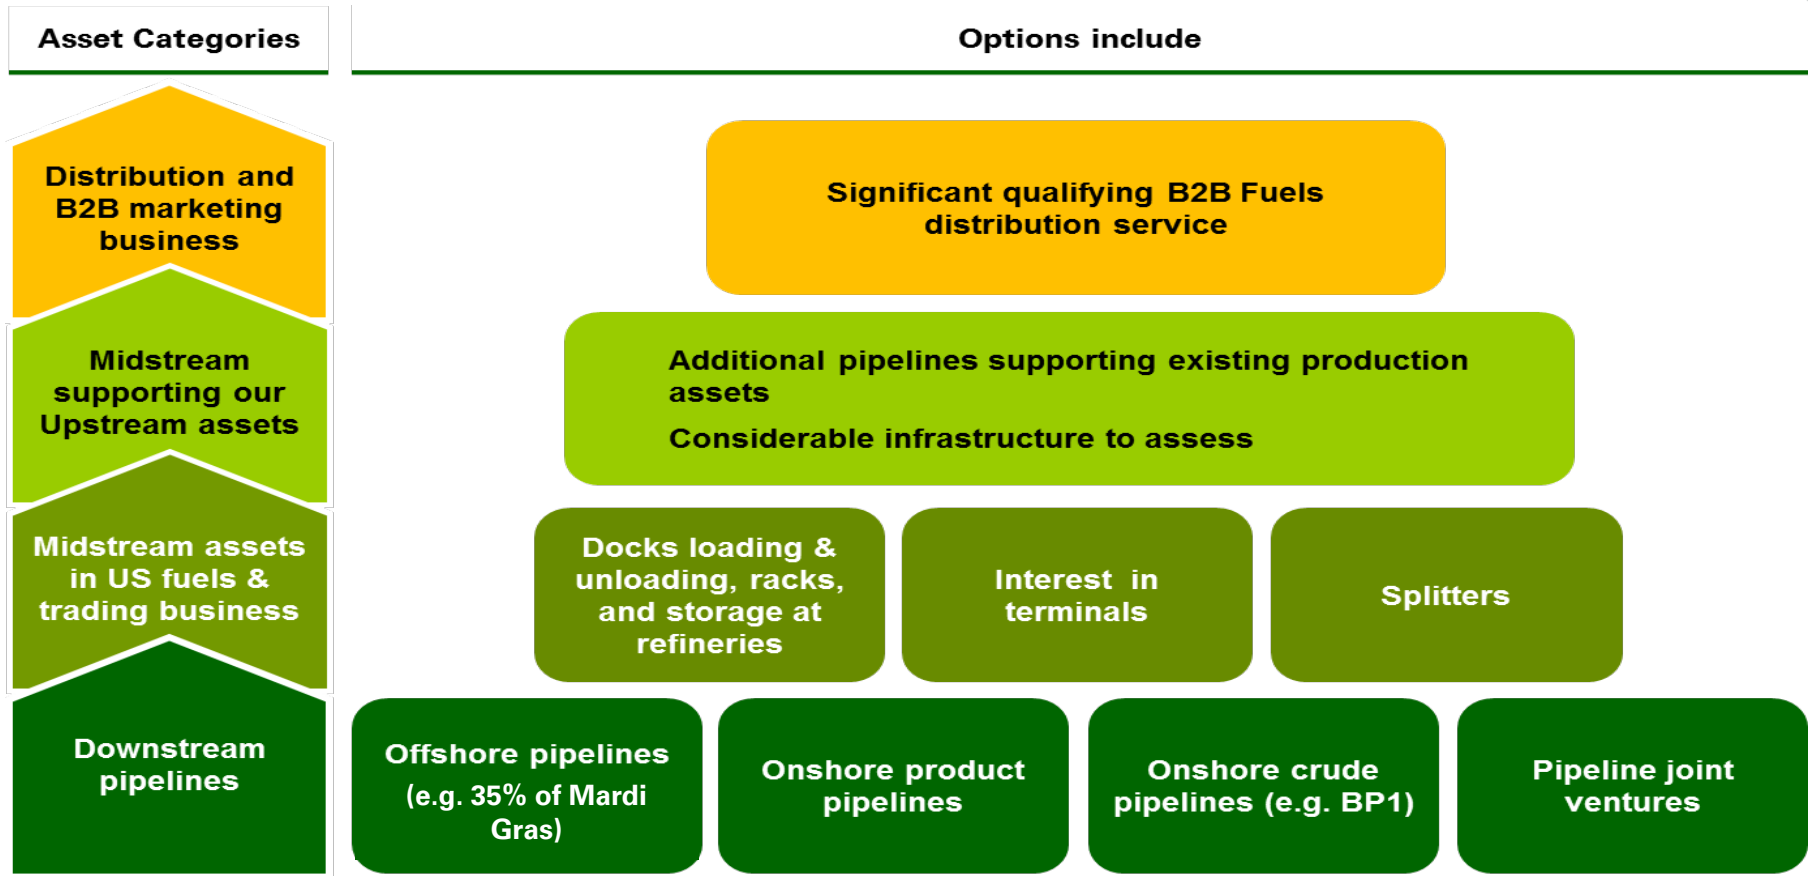 Asset Categories
Options include
Distribution and
B2B marketing
business
Significant qualifying B2B Fuels
distribution service
Midstream
supporting our
Upstream assets
Additional pipelines supporting existing production
assets
Considerable infrastructure to assess
Midstream assets
in US fuels &
trading business
Docks loading &
unloading, racks,
and storage at
refineries
Interest in
terminals
Splitters
Downstream
pipelines
Offshore pipelines
(e.g. 35% of Mardi
Gras)
Onshore product
pipelines
Onshore crude
pipelines (e.g. BP1)
Pipeline joint
ventures